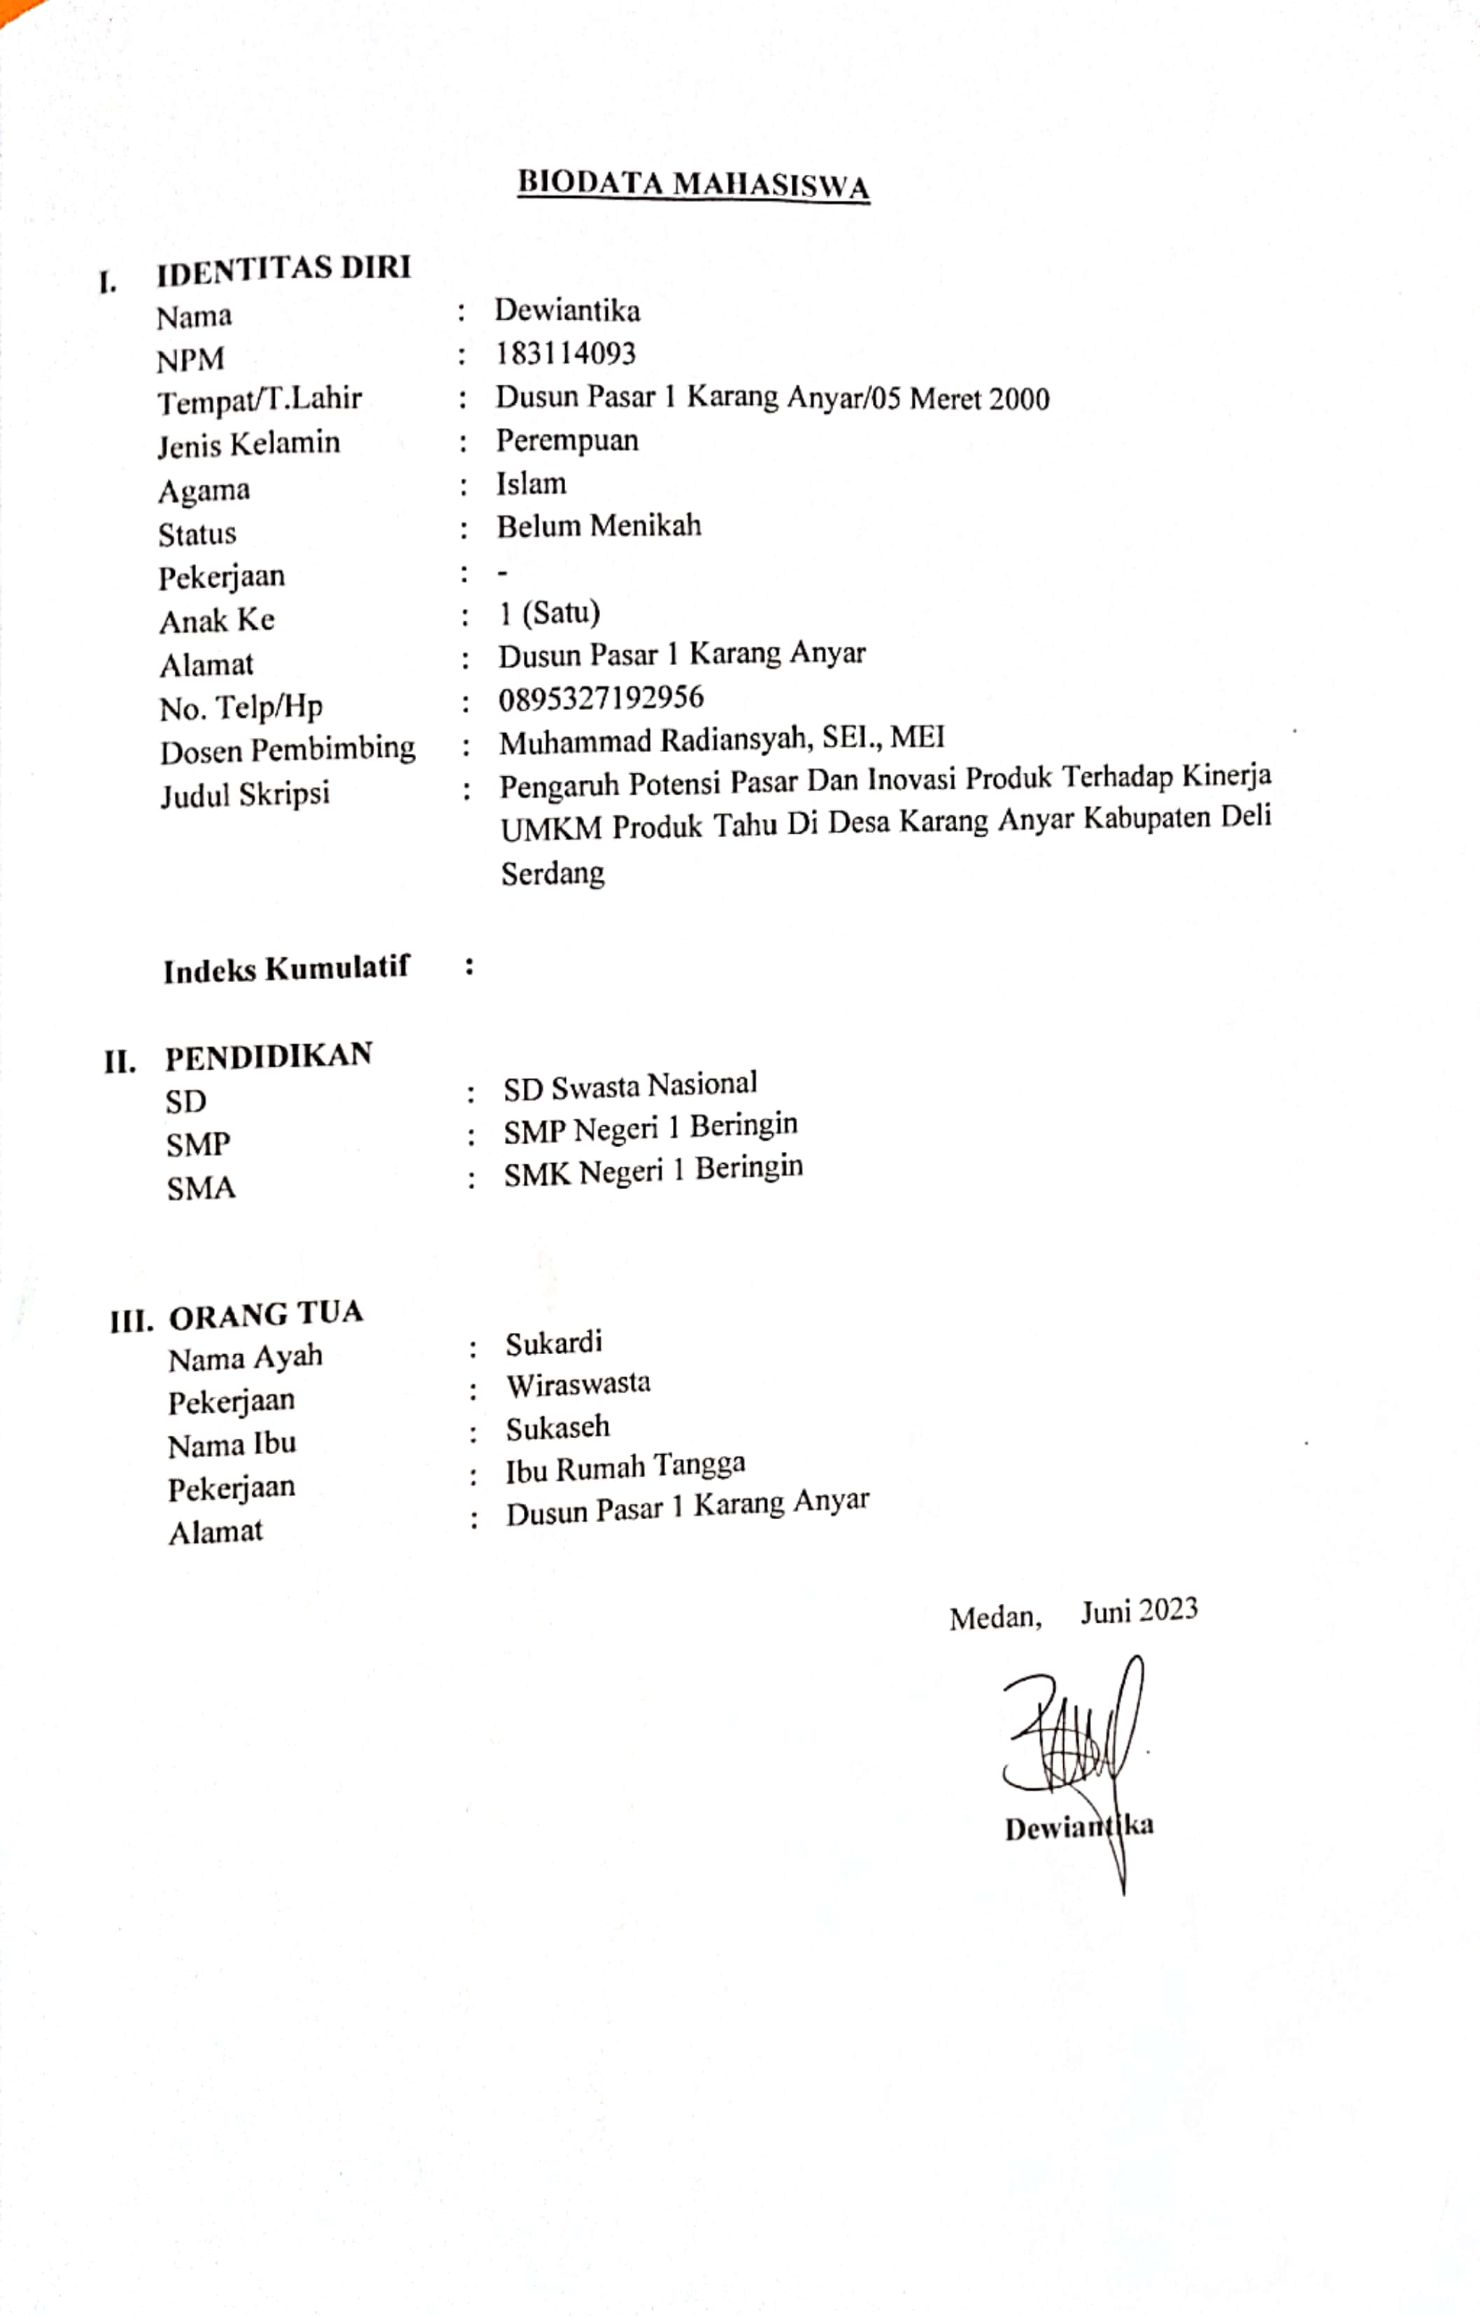 BIODATA MAHASISWA
I. IDENTITAS DIRI
Nama : Dewiantika
NPM : 183114093
Tempat/T.Lahir : Dusun Pasar 1 Karang Anyar/05 Meret 2000
Jenis Kelamin : Perempuan
Agama : Islam
Status : Belum Menikah
Pekerjaan : -
Anak Ke : 1 (Satu)
Alamat : Dusun Pasar 1 Karang Anyar
No. Telp/Hp : 0895327192956
Dosen Pembimbing : Muhammad Radiansyah, SEI., MEI
Judul Skripsi : Pengaruh Potensi Pasar Dan Inovasi Produk Terhadap Kinerja
UMKM Produk Tahu Di Desa Karang Anyar Kabupaten Deli
Serdang
Indeks Kumulatif :
II. PENDIDIKAN
SD : SD Swasta Nasional
SMP : SMP Negeri 1 Beringin
SMA : SMK Negeri 1 Beringin
III. ORANG TUA
Nama Ayah : Sukardi
Pekerjaan : Wiraswasta
Nama Ibu : Sukaseh
Pekerjaan : Ibu Rumah Tangga
Alamat : Dusun Pasar 1 Karang Anyar
Medan, Juni 2023
Dewiantika